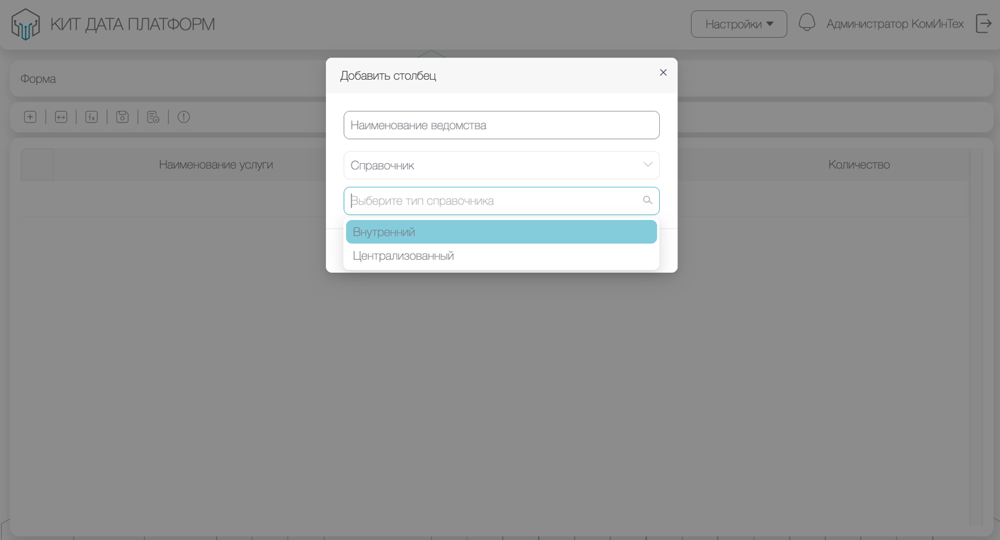 КИТ ДАТА ПЛАТФОРМ
Настройки
Администратор КомИнТех
Добавить столбец
Форма
Наименование ведомства
Справочник
Наименование услуги
Количество
Выберите тип справочника
Внутренний
Централизованный